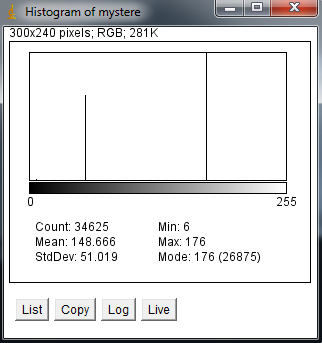 Histogram of mystere
300x240 pixels; RGB; 281K
0 255
Count: 34625 Min: 6
Mean: 148.666 Max: 176
StdDev: 51.019 Mode: 176 (26875)
List Copy Log Live